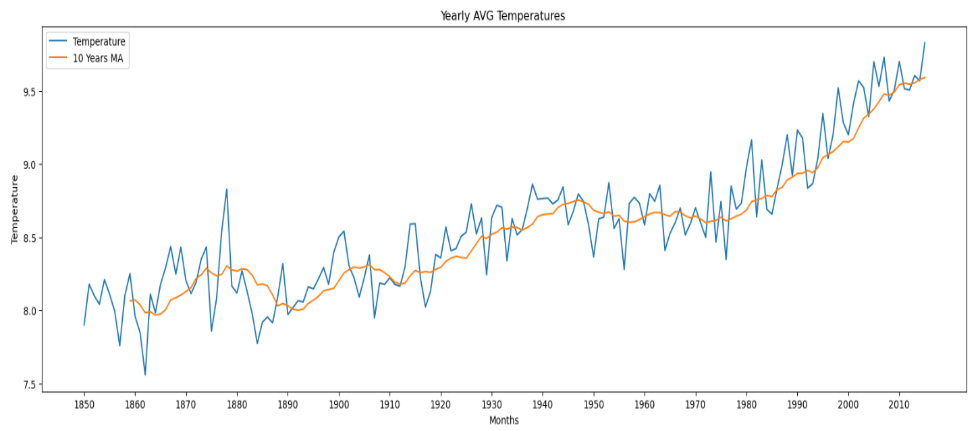 Yearly AVG Temperatures
Temperature
10 Years MA
Temperature
9.5
9.0
8.5
8.0
7.5
1850 1860 1870 1880 1890 1900 1910 1920 1930 1940 1950 1960 1970 1980 1990 2000 2010
Months